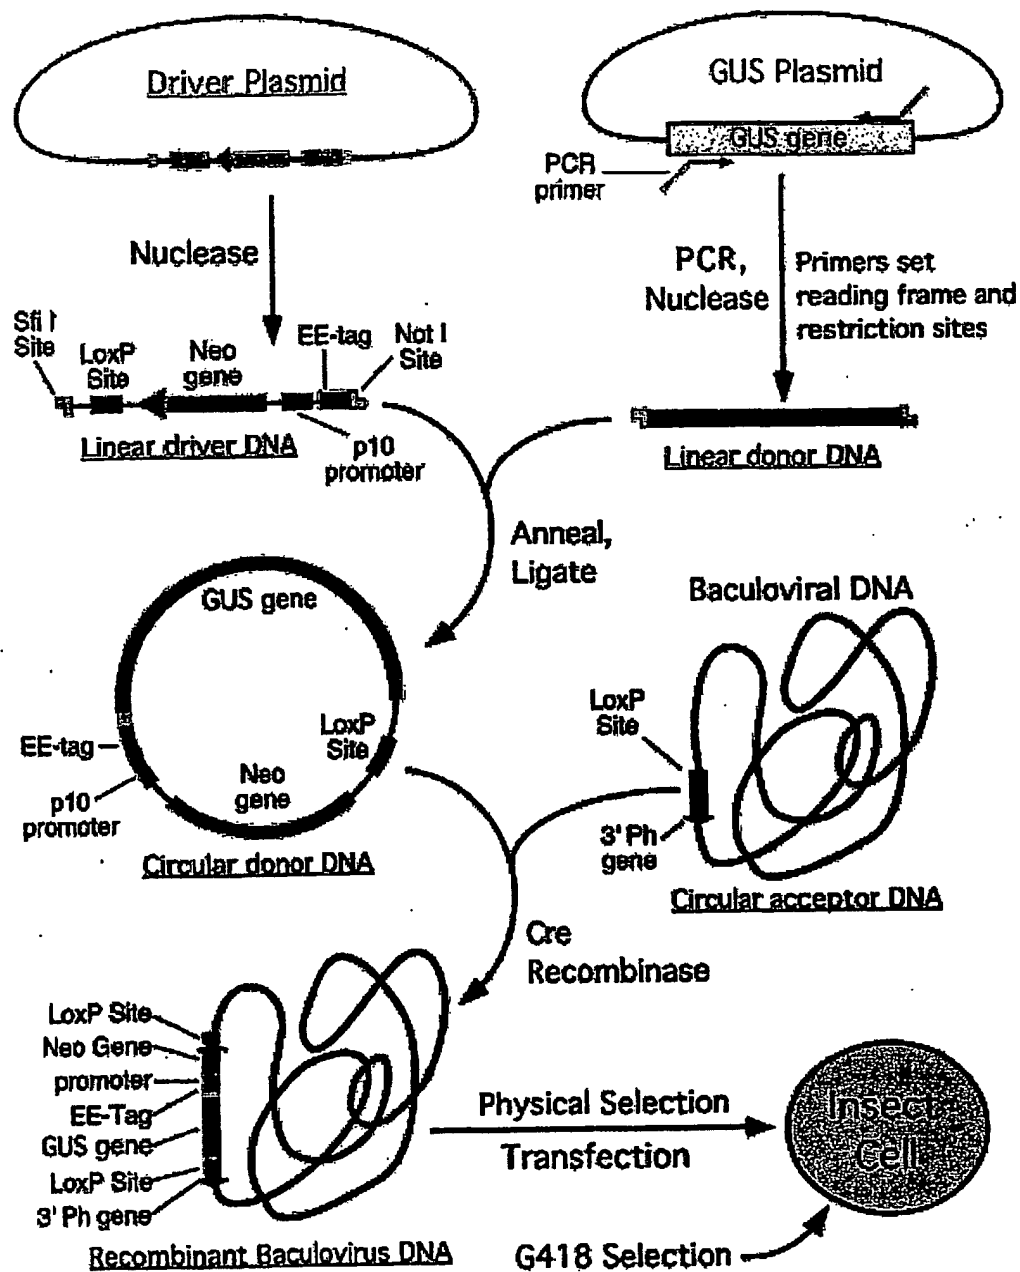 Driver Plasmid
GUS Plasmid
GUS gene
PCR
primer
Nuclease
PCR,
Nuclease
Primers set
reading frame and
restriction sites
Sfi I
Site
LoxP
Site
Neo
gene
EE-tag
Not I
Site
Linear driver DNA
p10
promoter
Linear donor DNA
Anneal,
Ligate
GUS gene
Baculoviral DNA
LoxP
Site
EE-tag
LoxP
Site
Neo
gene
p10
promoter
3' Ph
gene
Circular donor DNA
Circular acceptor DNA
Cre
Recombinase
LoxP Site
Neo Gene
promoter
EE-Tag
GUS gene
LoxP Site
3' Ph gene
Physical Selection
Transfection
Insect
Cell
Recombinant Baculovirus DNA
G418 Selection